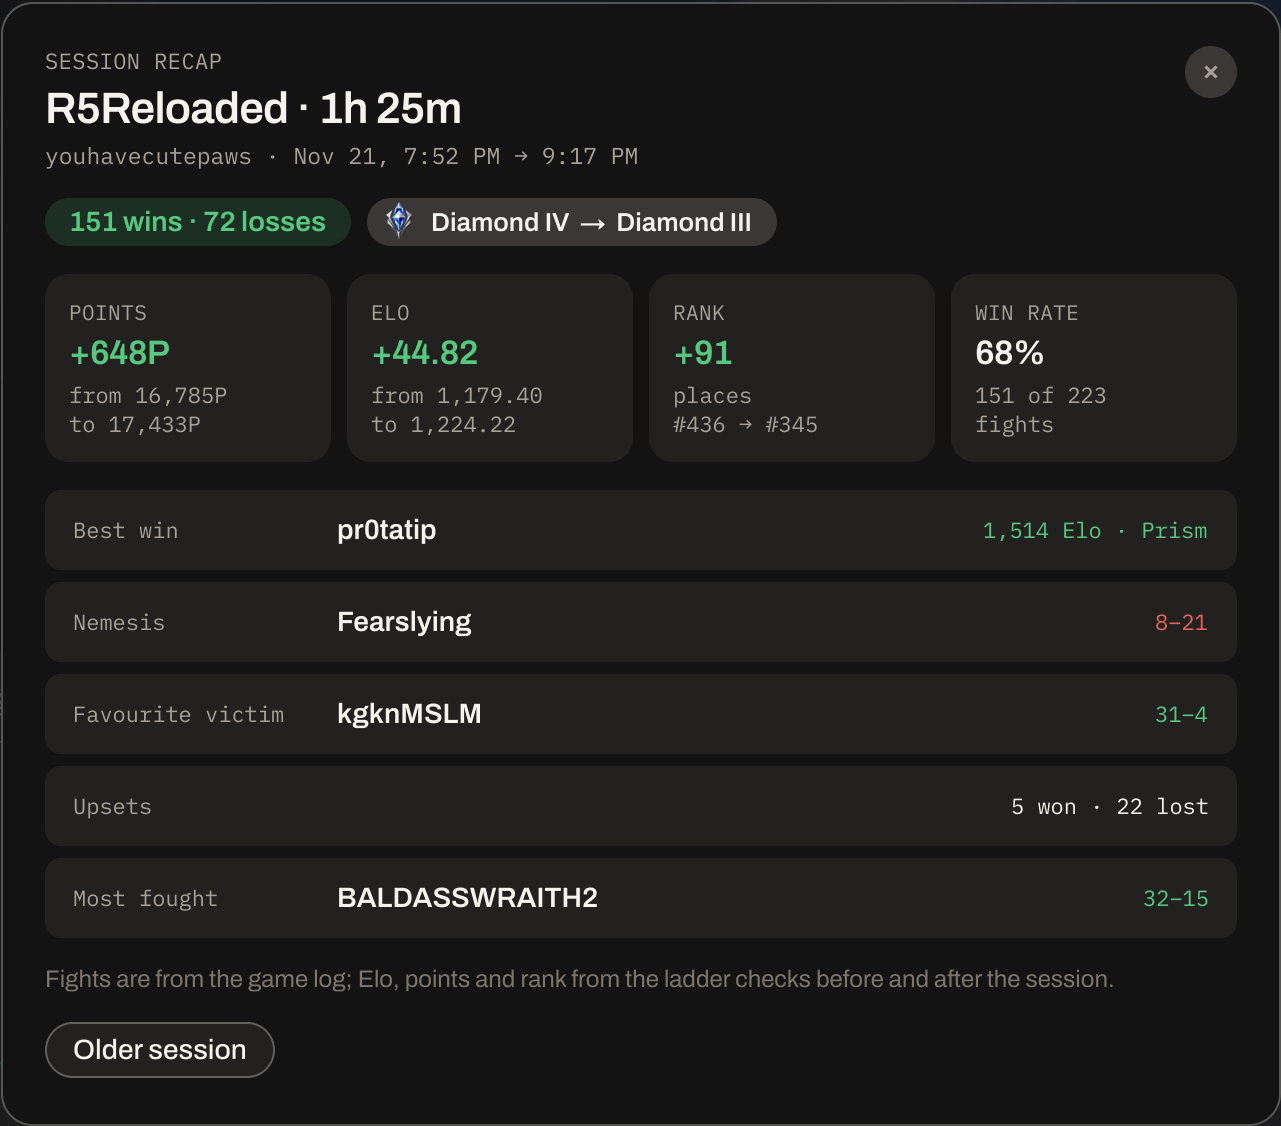 SESSION RECAP
R5Reloaded · 1h 25m
youhavecutepaws · Nov 21, 7:52 PM → 9:17 PM
151 wins · 72 losses
Diamond IV → Diamond III
POINTS
+648P
from 16,785P
to 17,433P
ELO
+44.82
from 1,179.40
to 1,224.22
RANK
+91
places
#436 → #345
WIN RATE
68%
151 of 223
fights
Best win pr0tatip 1,514 Elo · Prism
Nemesis Fearslying 8–21
Favourite victim kgknMSLM 31–4
Upsets 5 won · 22 lost
Most fought BALDASSWRAITH2 32–15
Fights are from the game log; Elo, points and rank from the ladder checks before and after the session.
Older session